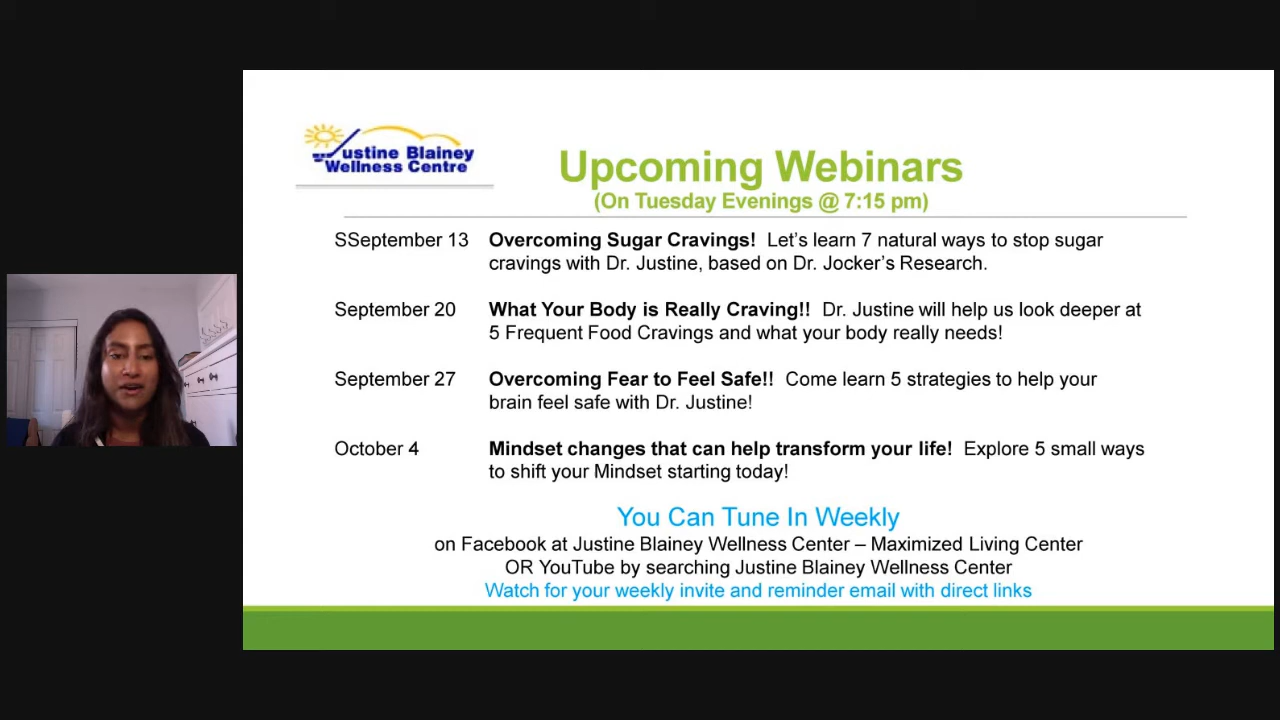 Justine Blainey
Wellness Centre
Upcoming Webinars
(On Tuesday Evenings @ 7:15 pm)
SSeptember 13 Overcoming Sugar Cravings! Let’s learn 7 natural ways to stop sugar
cravings with Dr. Justine, based on Dr. Jocker’s Research.
September 20 What Your Body is Really Craving!! Dr. Justine will help us look deeper at
5 Frequent Food Cravings and what your body really needs!
September 27 Overcoming Fear to Feel Safe!! Come learn 5 strategies to help your
brain feel safe with Dr. Justine!
October 4 Mindset changes that can help transform your life! Explore 5 small ways
to shift your Mindset starting today!
You Can Tune In Weekly
on Facebook at Justine Blainey Wellness Center – Maximized Living Center
OR YouTube by searching Justine Blainey Wellness Center
Watch for your weekly invite and reminder email with direct links